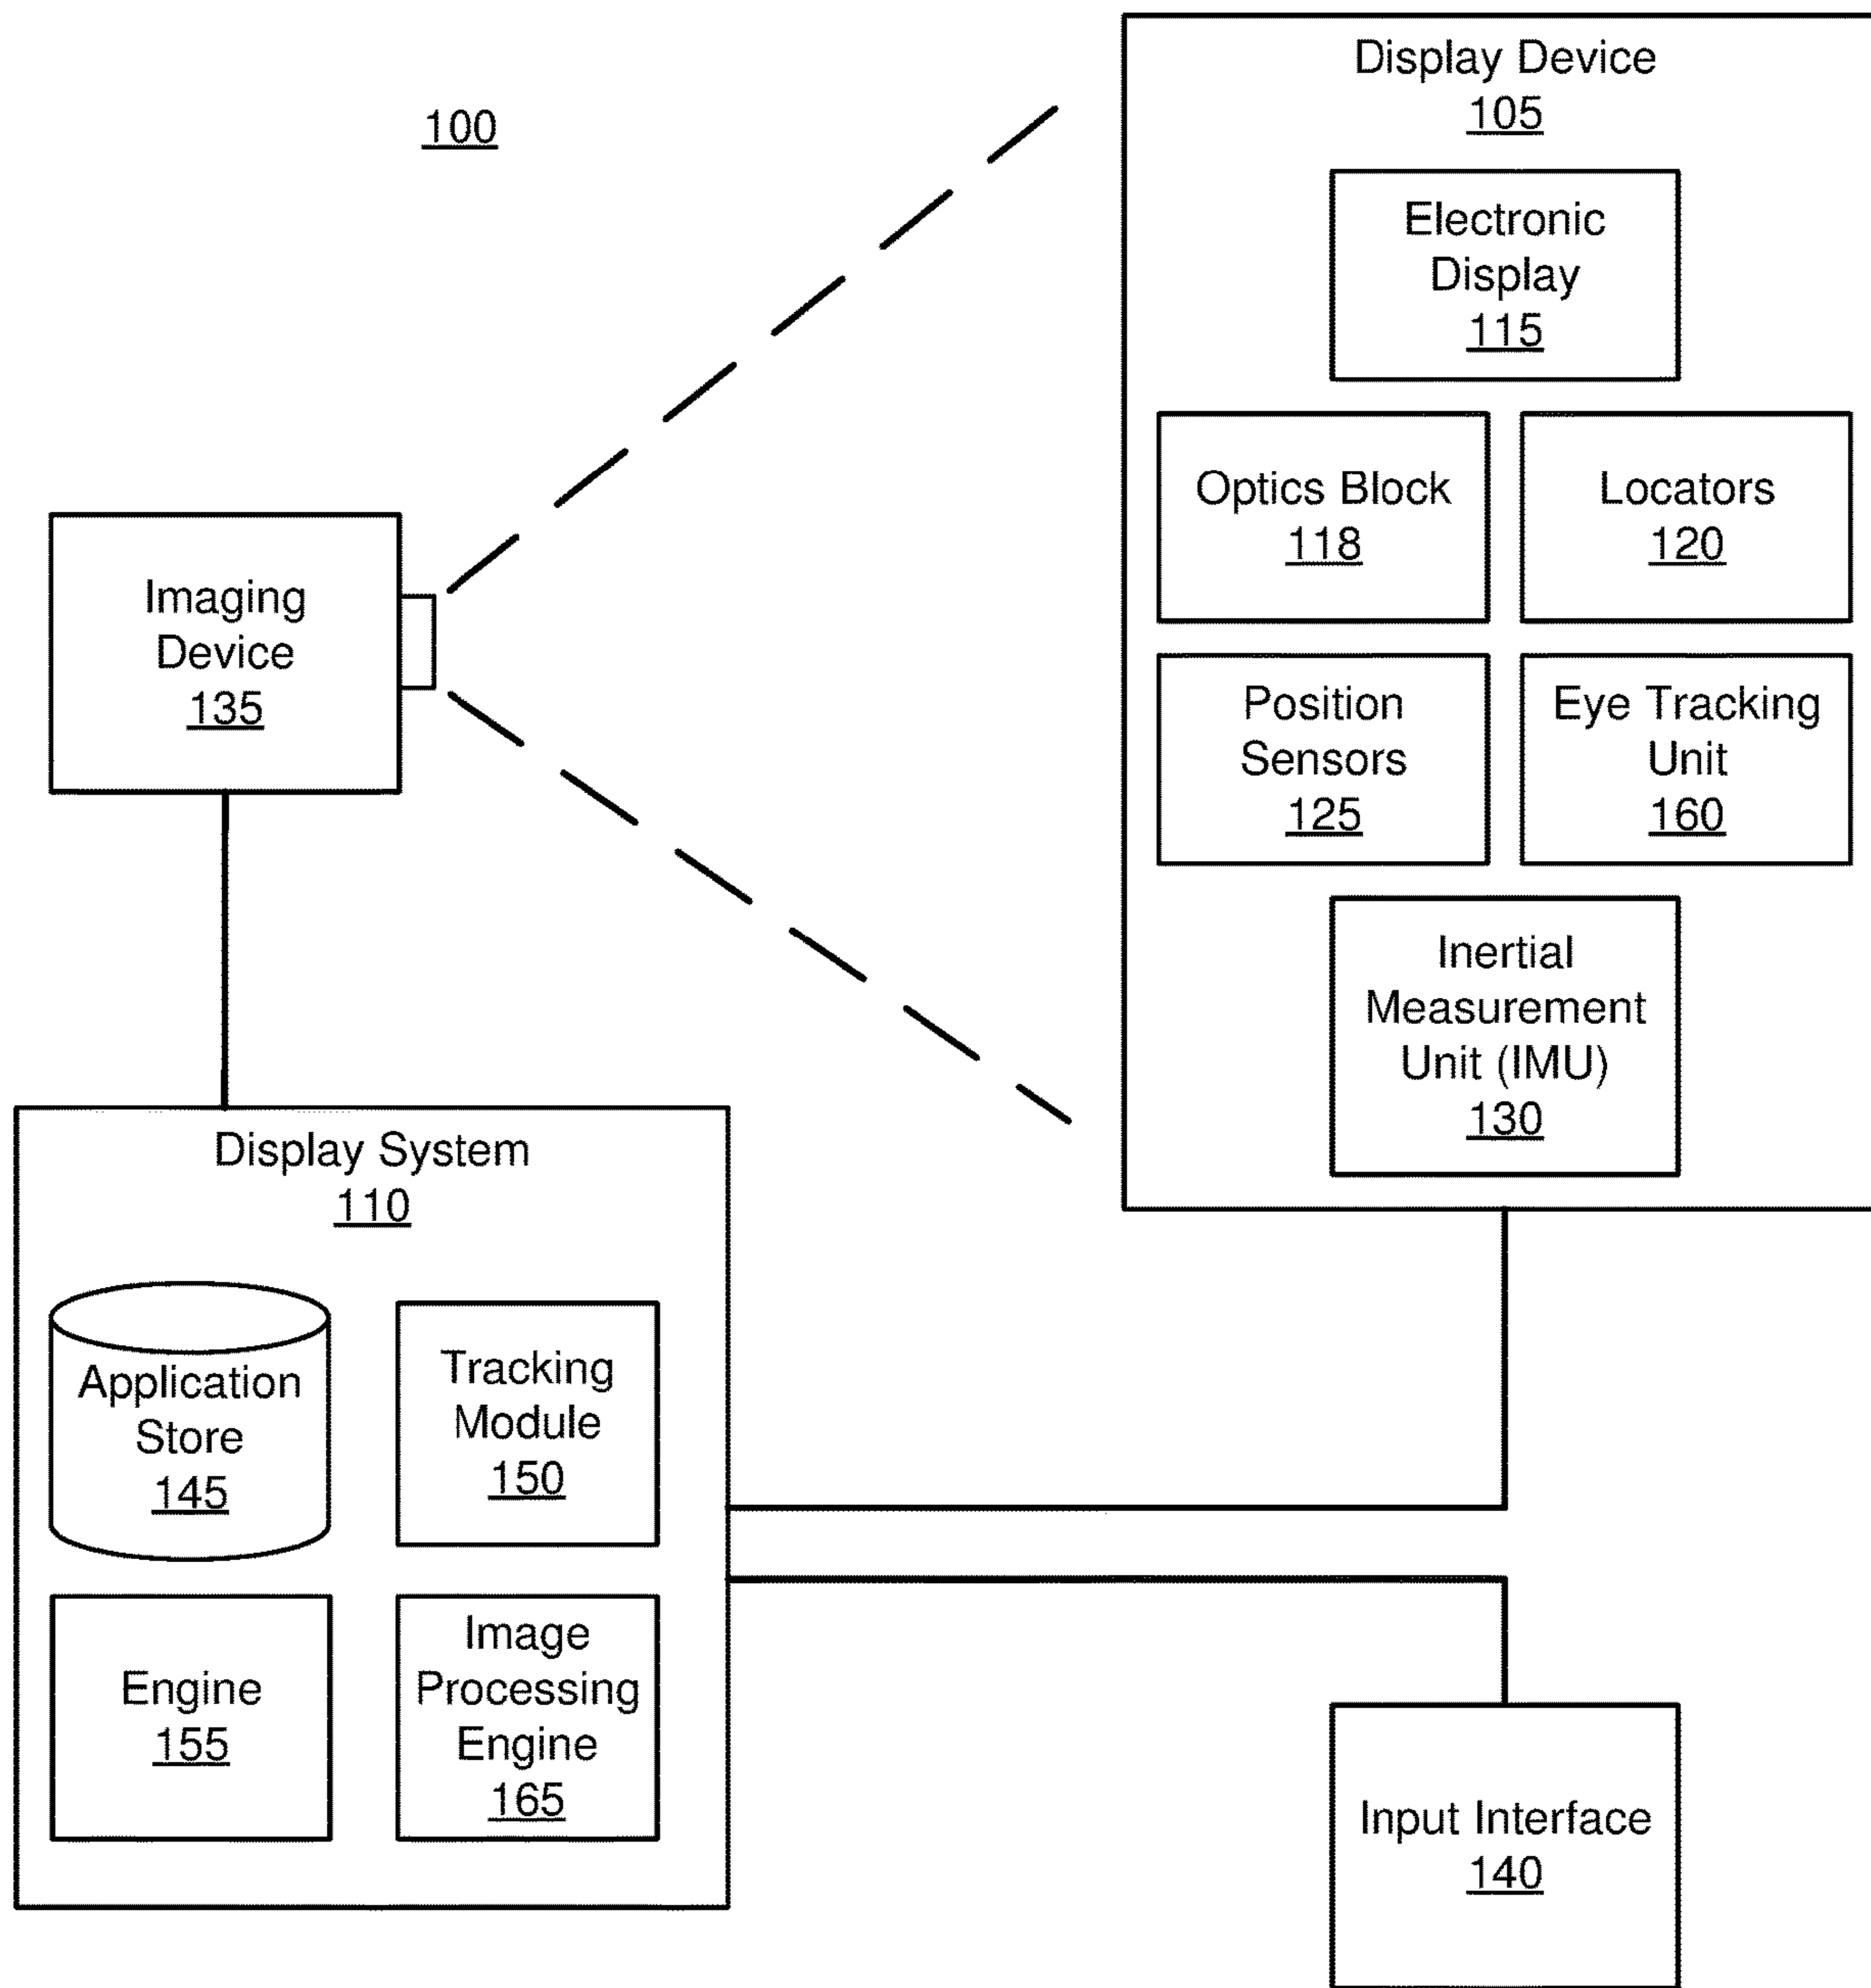 100
Display Device
105
Electronic
Display
115
Optics Block
118
Locators
120
Position
Sensors
125
Eye Tracking
Unit
160
Inertial
Measurement
Unit (IMU)
130
Imaging
Device
135
Display System
110
Application
Store
145
Tracking
Module
150
Engine
155
Image
Processing
Engine
165
Input Interface
140